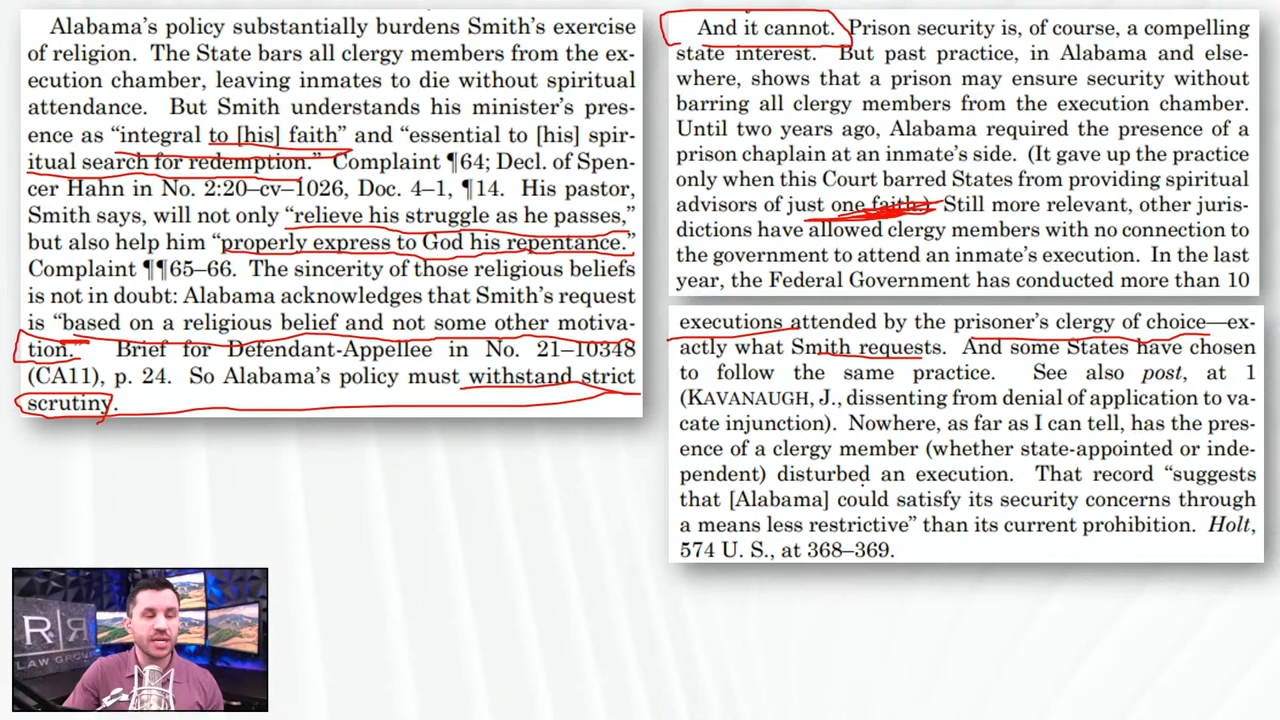 Alabama's policy substantially burdens Smith's exercise
of religion. The State bars all clergy members from the ex-
ecution chamber, leaving inmates to die without spiritual
attendance. But Smith understands his minister's pres-
ence as "integral to [his] faith" and "essential to [his] spir-
itual search for redemption." Complaint ¶64; Decl. of Spen-
cer Hahn in No. 2:20–cv–1026, Doc. 4–1, ¶14. His pastor,
Smith says, will not only "relieve his struggle as he passes,"
but also help him "properly express to God his repentance."
Complaint ¶¶65–66. The sincerity of those religious beliefs
is not in doubt: Alabama acknowledges that Smith's request
is "based on a religious belief and not some other motiva-
tion." Brief for Defendant-Appellee in No. 21–10348
(CA11), p. 24. So Alabama's policy must withstand strict
scrutiny.
And it cannot. Prison security is, of course, a compelling
state interest. But past practice, in Alabama and else-
where, shows that a prison may ensure security without
barring all clergy members from the execution chamber.
Until two years ago, Alabama required the presence of a
prison chaplain at an inmate's side. (It gave up the practice
only when this Court barred States from providing spiritual
advisors of just one faith.) Still more relevant, other juris-
dictions have allowed clergy members with no connection to
the government to attend an inmate's execution. In the last
year, the Federal Government has conducted more than 10
executions attended by the prisoner's clergy of choice—ex-
actly what Smith requests. And some States have chosen
to follow the same practice. See also post, at 1
(KAVANAUGH, J., dissenting from denial of application to va-
cate injunction). Nowhere, as far as I can tell, has the pres-
ence of a clergy member (whether state-appointed or inde-
pendent) disturbed an execution. That record "suggests
that [Alabama] could satisfy its security concerns through
a means less restrictive" than its current prohibition. Holt,
574 U. S., at 368–369.
R|R
LAW GROUP